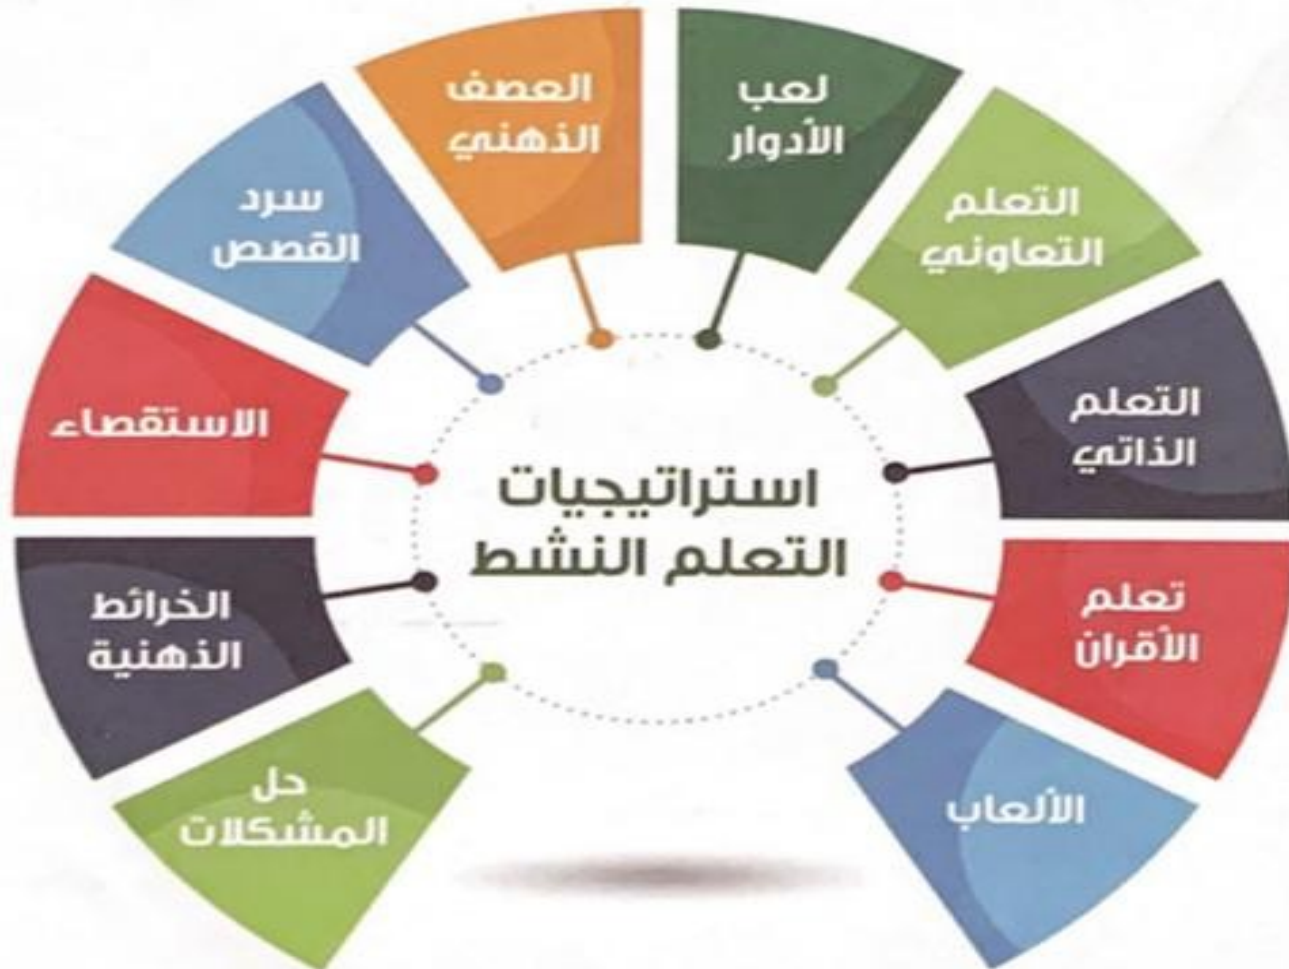 استراتيجيات
التعلم النشط
لعب
الأدوار
التعلم
التعاوني
التعلم
الذاتي
تعلم
الأقران
الألعاب
العصف
الذهني
سرد
القصص
الاستقصاء
الخرائط
الذهنية
حل
المشكلات